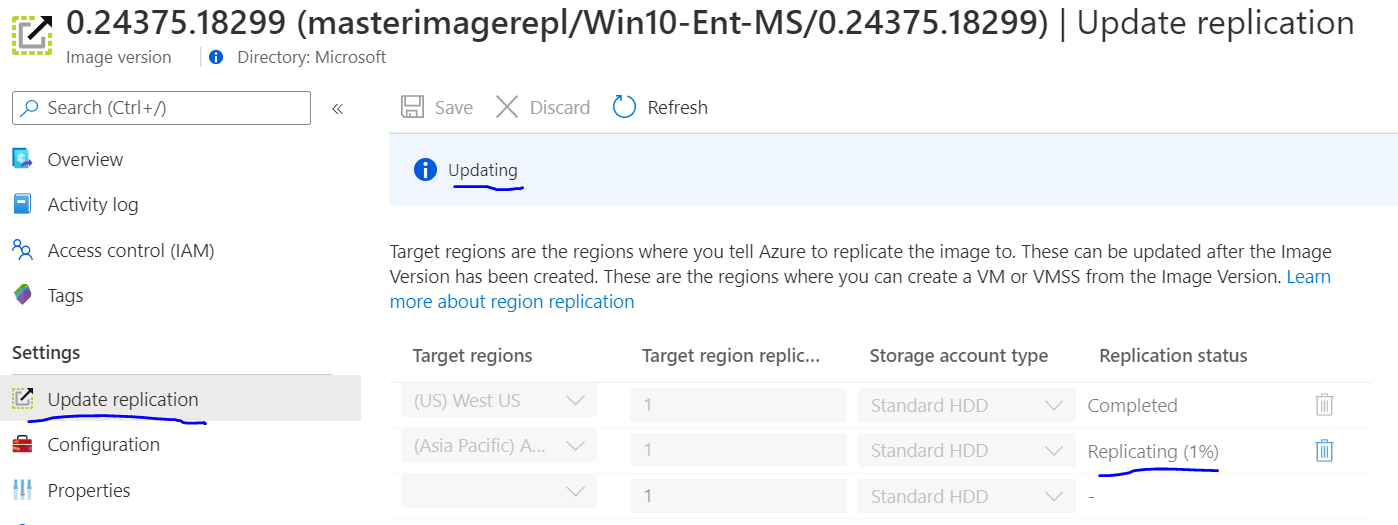 0.24375.18299 (masterimagerepl/Win10-Ent-MS/0.24375.18299) | Update replication
Image version
Directory: Microsoft
Search (Ctrl+/)
«
Save
Discard
Refresh
Overview
Activity log
Access control (IAM)
Tags
Settings
Update replication
Configuration
Properties
Updating
Target regions are the regions where you tell Azure to replicate the image to. These can be updated after the Image
Version has been created. These are the regions where you can create a VM or VMSS from the Image Version. Learn
more about region replication
Target regions Target region replic... Storage account type Replication status
(US) West US 1 Standard HDD Completed
(Asia Pacific) A... 1 Standard HDD Replicating (1%)
1 Standard HDD -